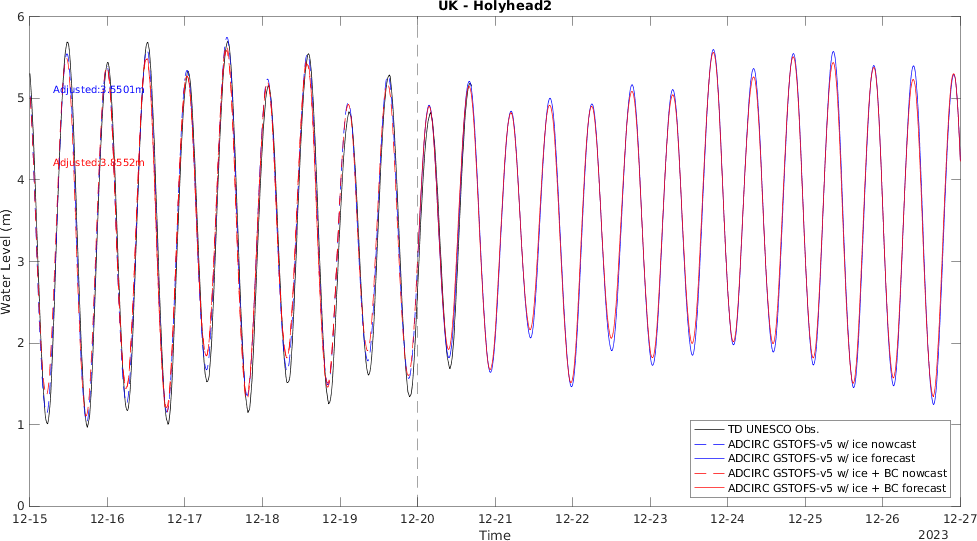 UK - Holyhead2
6
5
4
3
2
1
0
Water Level (m)
Adjusted:3.5501m
Adjusted:3.8552m
TD UNESCO Obs.
ADCIRC GSTOFS-v5 w/ ice nowcast
ADCIRC GSTOFS-v5 w/ ice forecast
ADCIRC GSTOFS-v5 w/ ice + BC nowcast
ADCIRC GSTOFS-v5 w/ ice + BC forecast
12-15 12-16 12-17 12-18 12-19 12-20 12-21 12-22 12-23 12-24 12-25 12-26 12-27
Time
2023